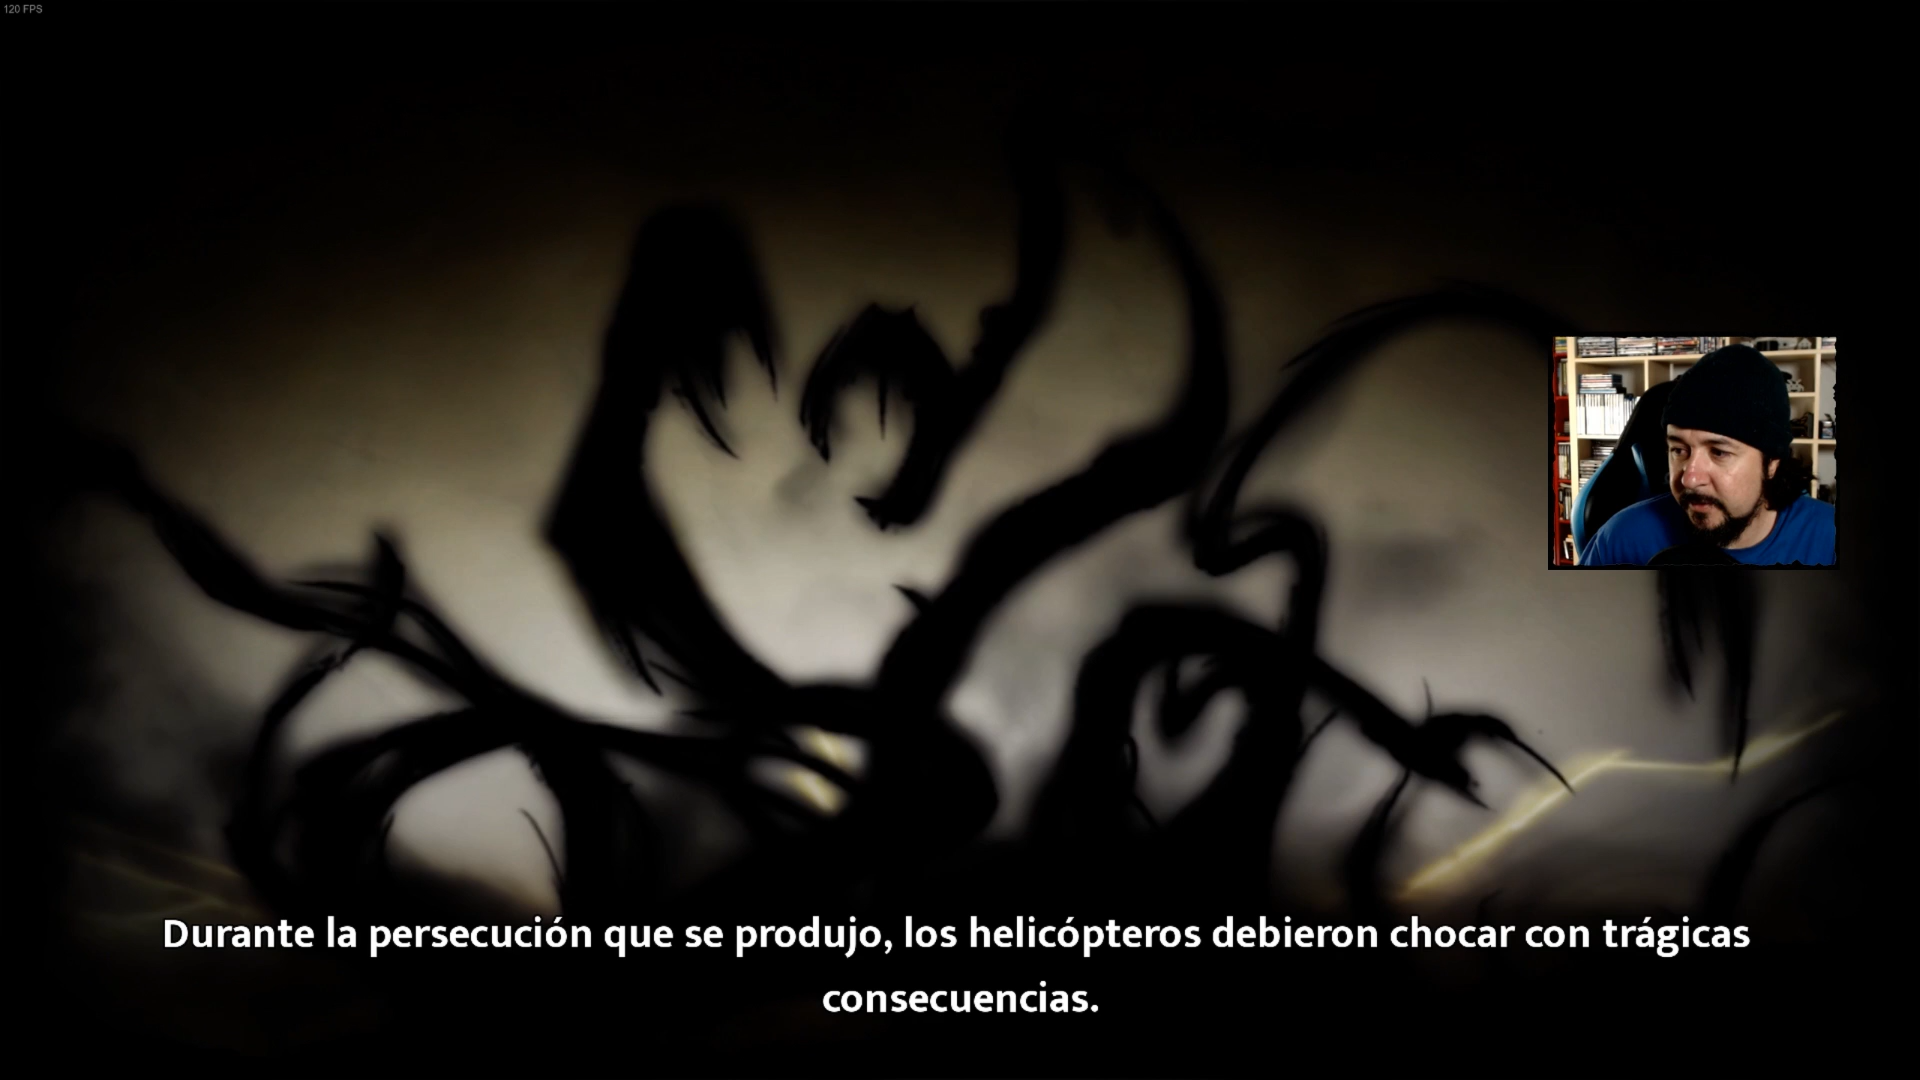 120 FPS
Durante la persecución que se produjo, los helicópteros debieron chocar con trágicas
consecuencias.